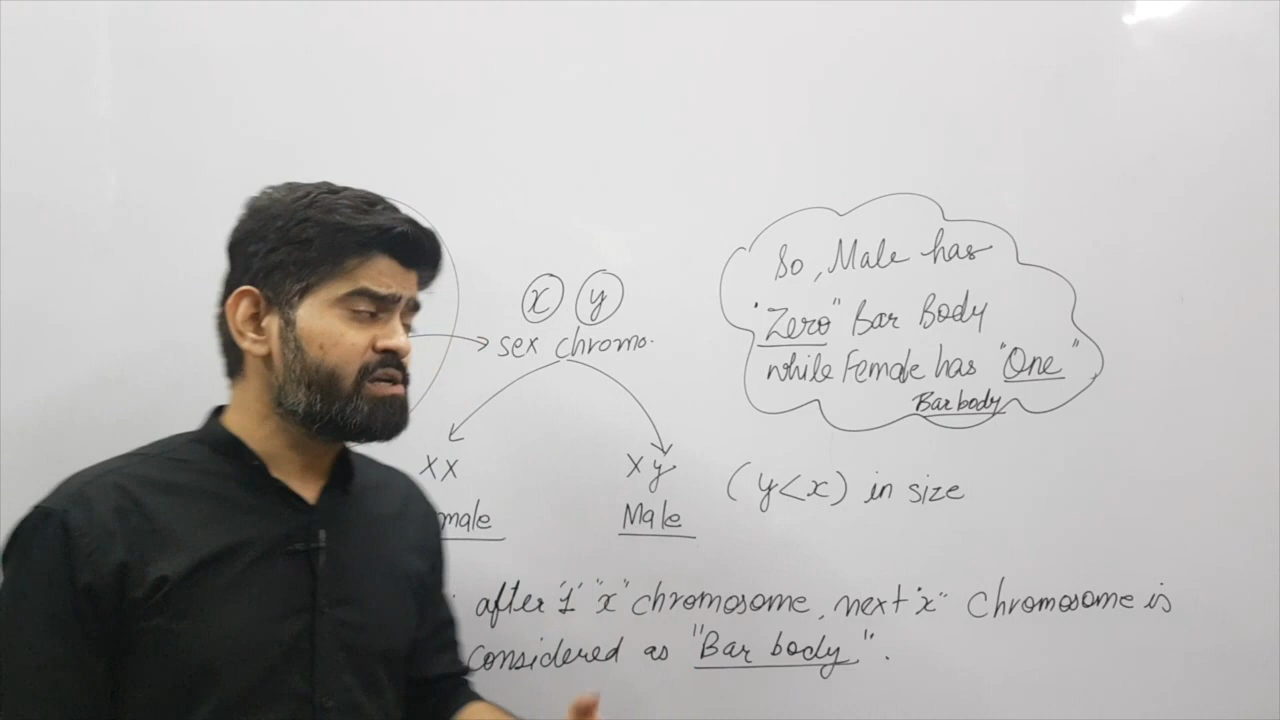 x y
sex chromo.
XX
male
Xy
Male
So, Male has
"Zero" Bar Body
while Female has "One"
Bar body
(y<x) in size
after '1' "x" chromosome, next "x" chromosome is
considered as "Bar body".